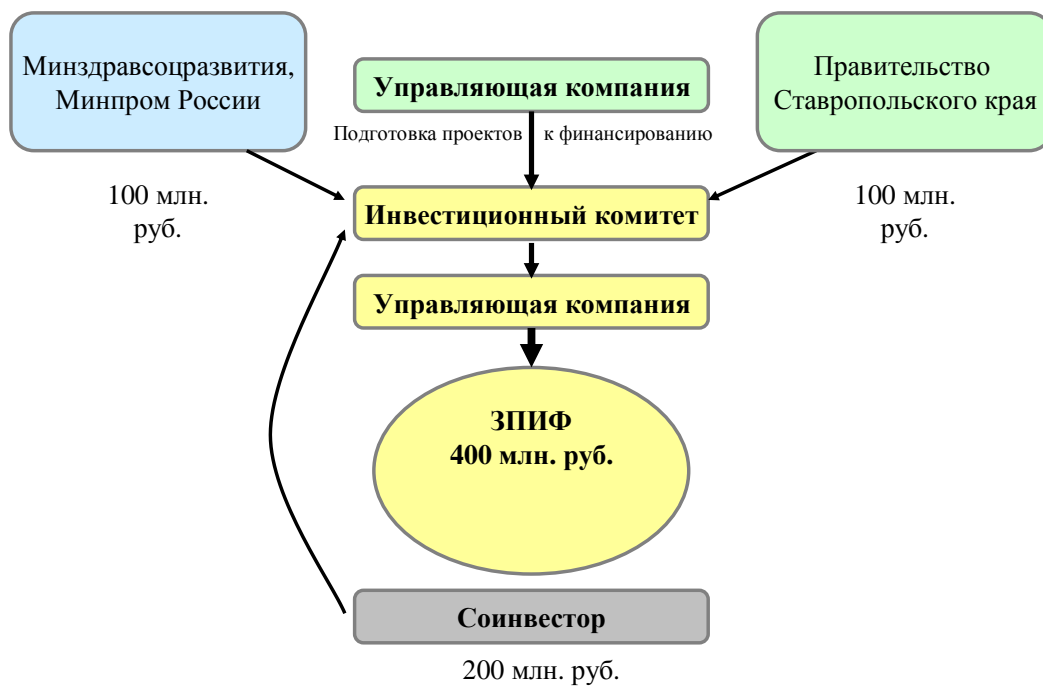 Минздравсоцразвития,
Минпром России
Управляющая компания
Правительство
Ставропольского края
Подготовка проектов к финансированию
100 млн.
руб.
Инвестиционный комитет
100 млн.
руб.
Управляющая компания
ЗПИФ
400 млн. руб.
Соинвестор
200 млн. руб.